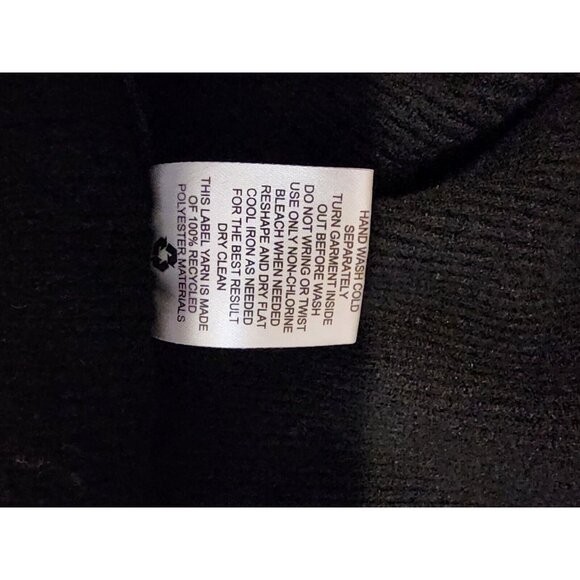 HAND WASH COLD
SEPARATELY
TURN GARMENT INSIDE
OUT BEFORE WASH
DO NOT WRING OR TWIST
USE ONLY NON-CHLORINE
BLEACH WHEN NEEDED
RESHAPE AND DRY FLAT
COOL IRON AS NEEDED
FOR THE BEST RESULT
DRY CLEAN
THIS LABEL YARN IS MADE
OF 100% RECYCLED
POLYESTER MATERIALS